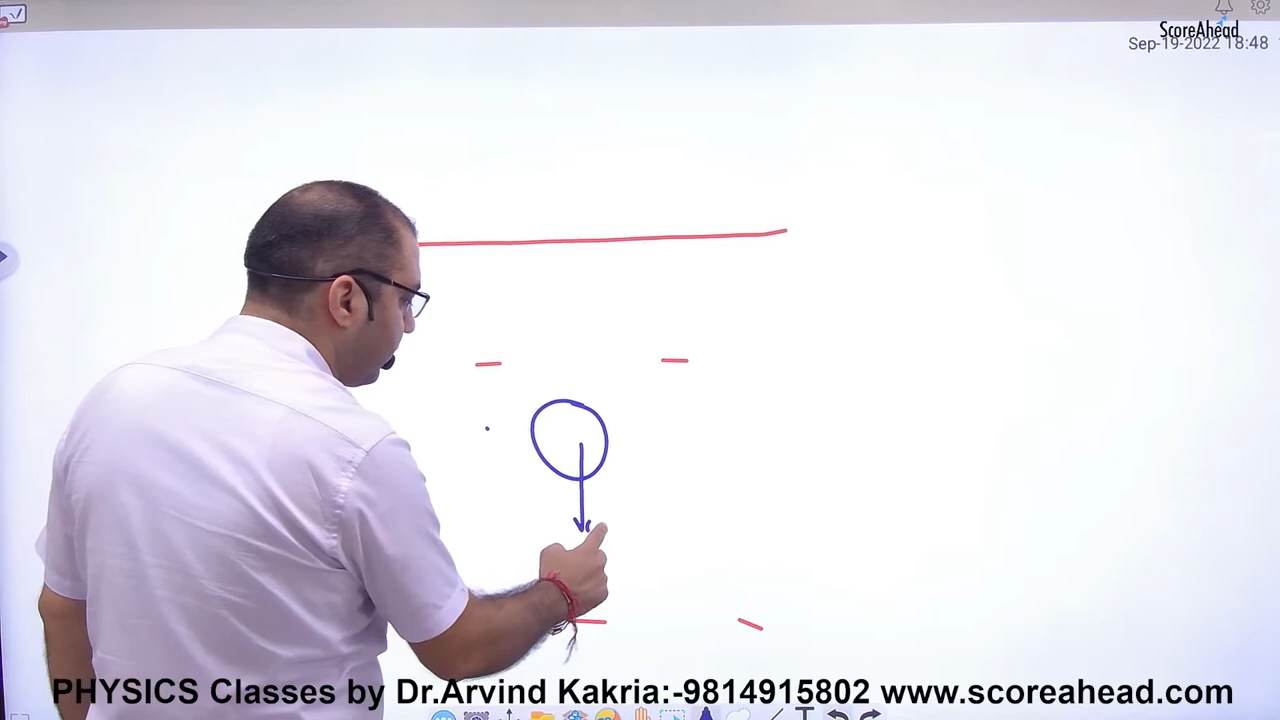 ScoreAhead
Sep-19-2022 18:48
PHYSICS Classes by Dr.Arvind Kakria:-9814915802 www.scoreahead.com